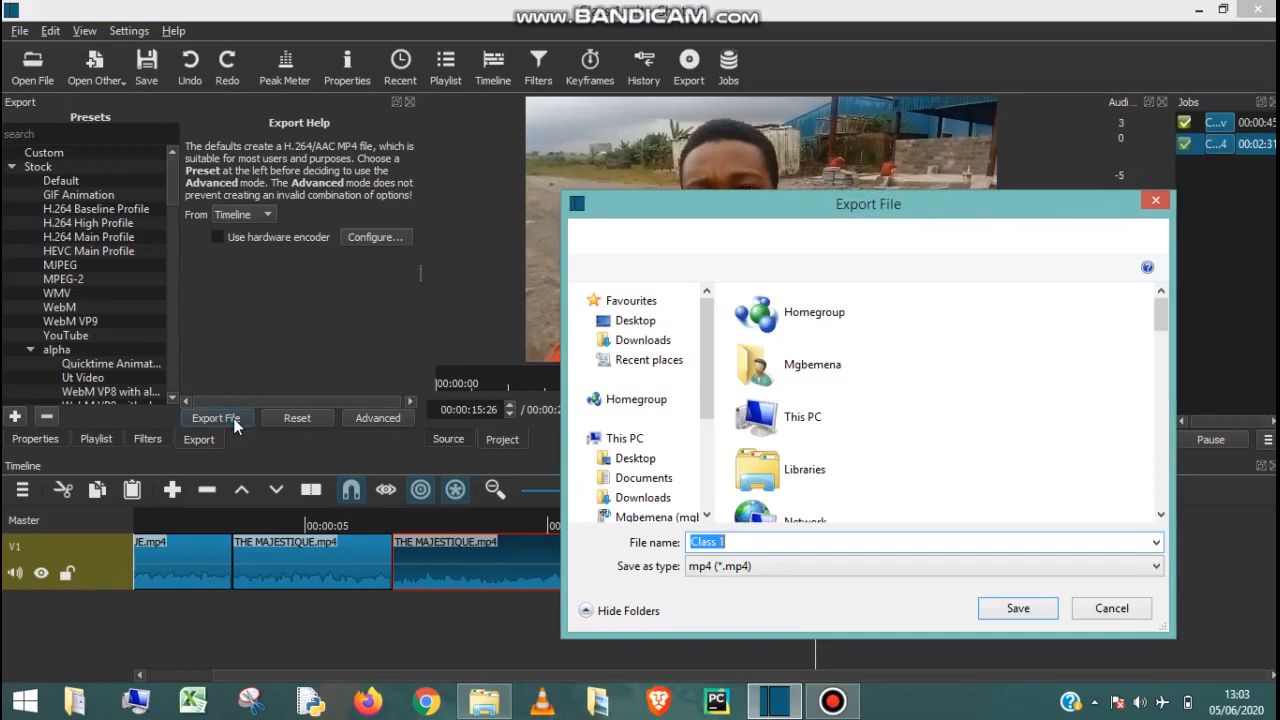 www.BANDICAM.com
File Edit View Settings Help
Open File Open Other.. Save Undo Redo Peak Meter Properties Recent Playlist Timeline Filters Keyframes History Export Jobs
Export
Presets
search
Custom
Stock
Default
GIF Animation
H.264 Baseline Profile
H.264 High Profile
H.264 Main Profile
HEVC Main Profile
MJPEG
MPEG-2
WMV
WebM
WebM VP9
YouTube
alpha
Quicktime Animat...
Ut Video
WebM VP8 with al...
Export Help
The defaults create a H.264/AAC MP4 file, which is
suitable for most users and purposes. Choose a
Preset at the left before deciding to use the
Advanced mode. The Advanced mode does not
prevent creating an invalid combination of options!
From Timeline
Use hardware encoder Configure...
Export File Reset Advanced
Properties Playlist Filters Export
00:00:00
00:00:15:26 / 00:00:2
Source Project
Audi...
3
0
-5
Jobs
C...v 00:00:45
C...4 00:02:31
Pause
Export File
Favourites
Desktop
Downloads
Recent places
Homegroup
This PC
Desktop
Documents
Downloads
Mgbemena (mgl
Homegroup
Mgbemena
This PC
Libraries
Network
File name: Class 1
Save as type: mp4 (*.mp4)
Hide Folders Save Cancel
Timeline
Master
00:00:05 00:
V1
JE.mp4 THE MAJESTIQUE.mp4 THE MAJESTIQUE.mp4
PC
13:03
05/06/2020